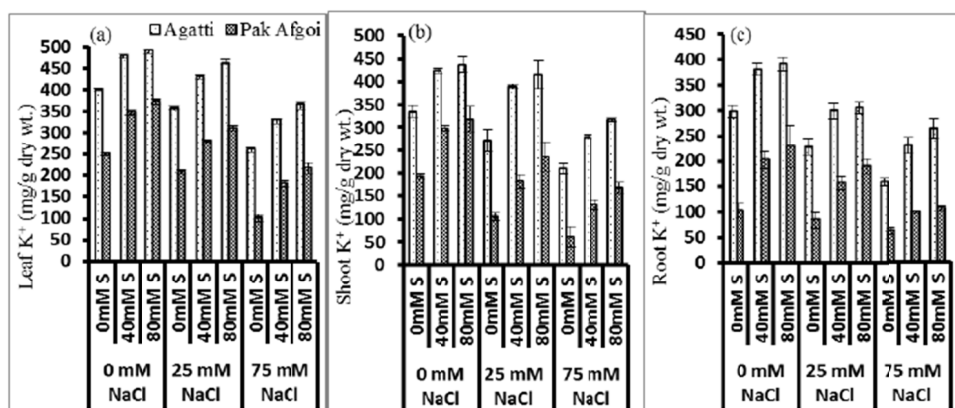 Agatti Pak Afgoi
(a)
Leaf K+ (mg/g dry wt.)
500
450
400
350
300
250
200
150
100
50
0
0mM S
40mM S
80mM S
0mM S
40mM S
80mM S
0mM S
40mM S
80mM S
0 mM
NaCl
25 mM
NaCl
75 mM
NaCl
(b)
Shoot K+ (mg/g dry wt.)
500
450
400
350
300
250
200
150
100
50
0
0mM S
40mM S
80mM S
0mM S
40mM S
80mM S
0mM S
40mM S
80mM S
0 mM
NaCl
25 mM
NaCl
75 mM
NaCl
(c)
Root K+ (mg/g dry wt.)
450
400
350
300
250
200
150
100
50
0
0mM S
40mM S
80mM S
0mM S
40mM S
80mM S
0mM S
40mM S
80mM S
0 mM
NaCl
25 mM
NaCl
75 mM
NaCl